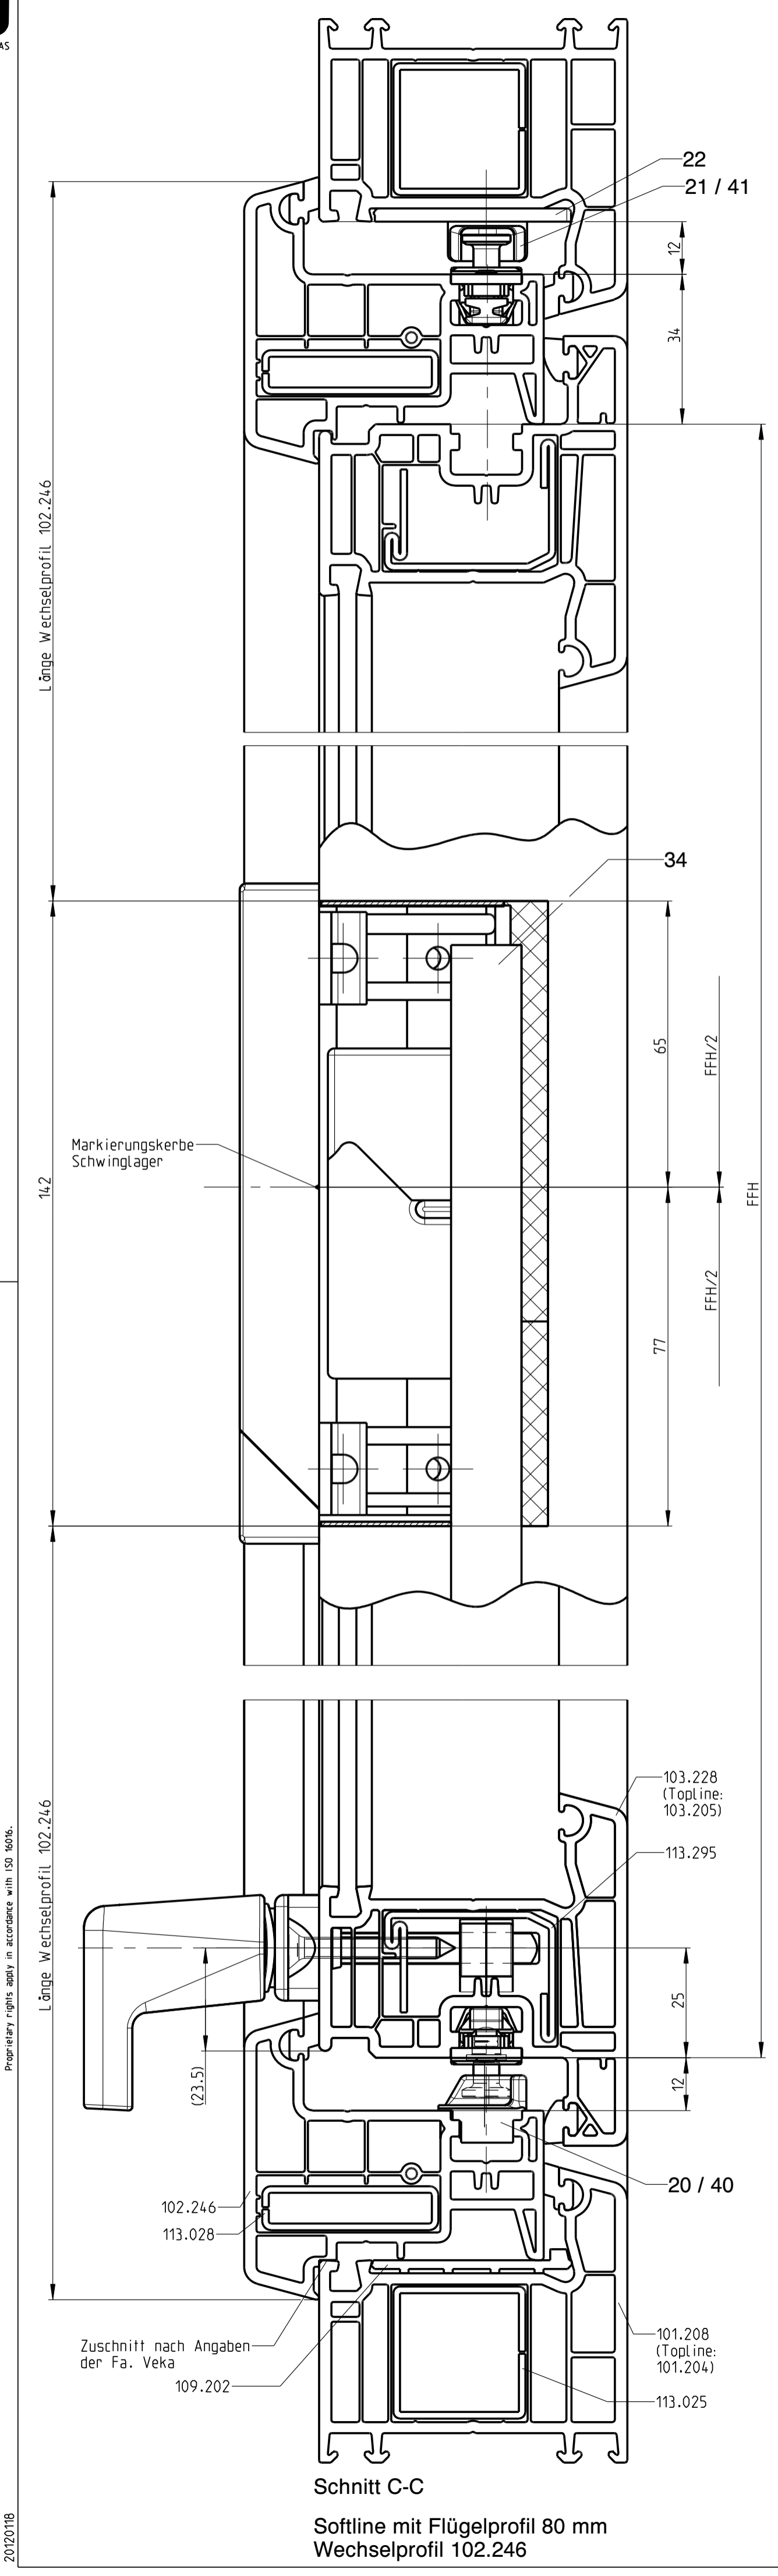 AS
22
21 / 41
12
34
Länge Wechselprofil 102.246
34
65
FFH/2
Markierungskerbe
Schwinglager
142
FFH
FFH/2
77
103.228
(Topline:
103.205)
113.295
Länge Wechselprofil 102.246
Proprietary rights apply in accordance with ISO 16016.
25
(23.5)
12
20 / 40
102.246
113.028
101.208
(Topline:
101.204)
Zuschnitt nach Angaben
der Fa. Veka
109.202
113.025
Schnitt C-C
20120118
Softline mit Flügelprofil 80 mm
Wechselprofil 102.246